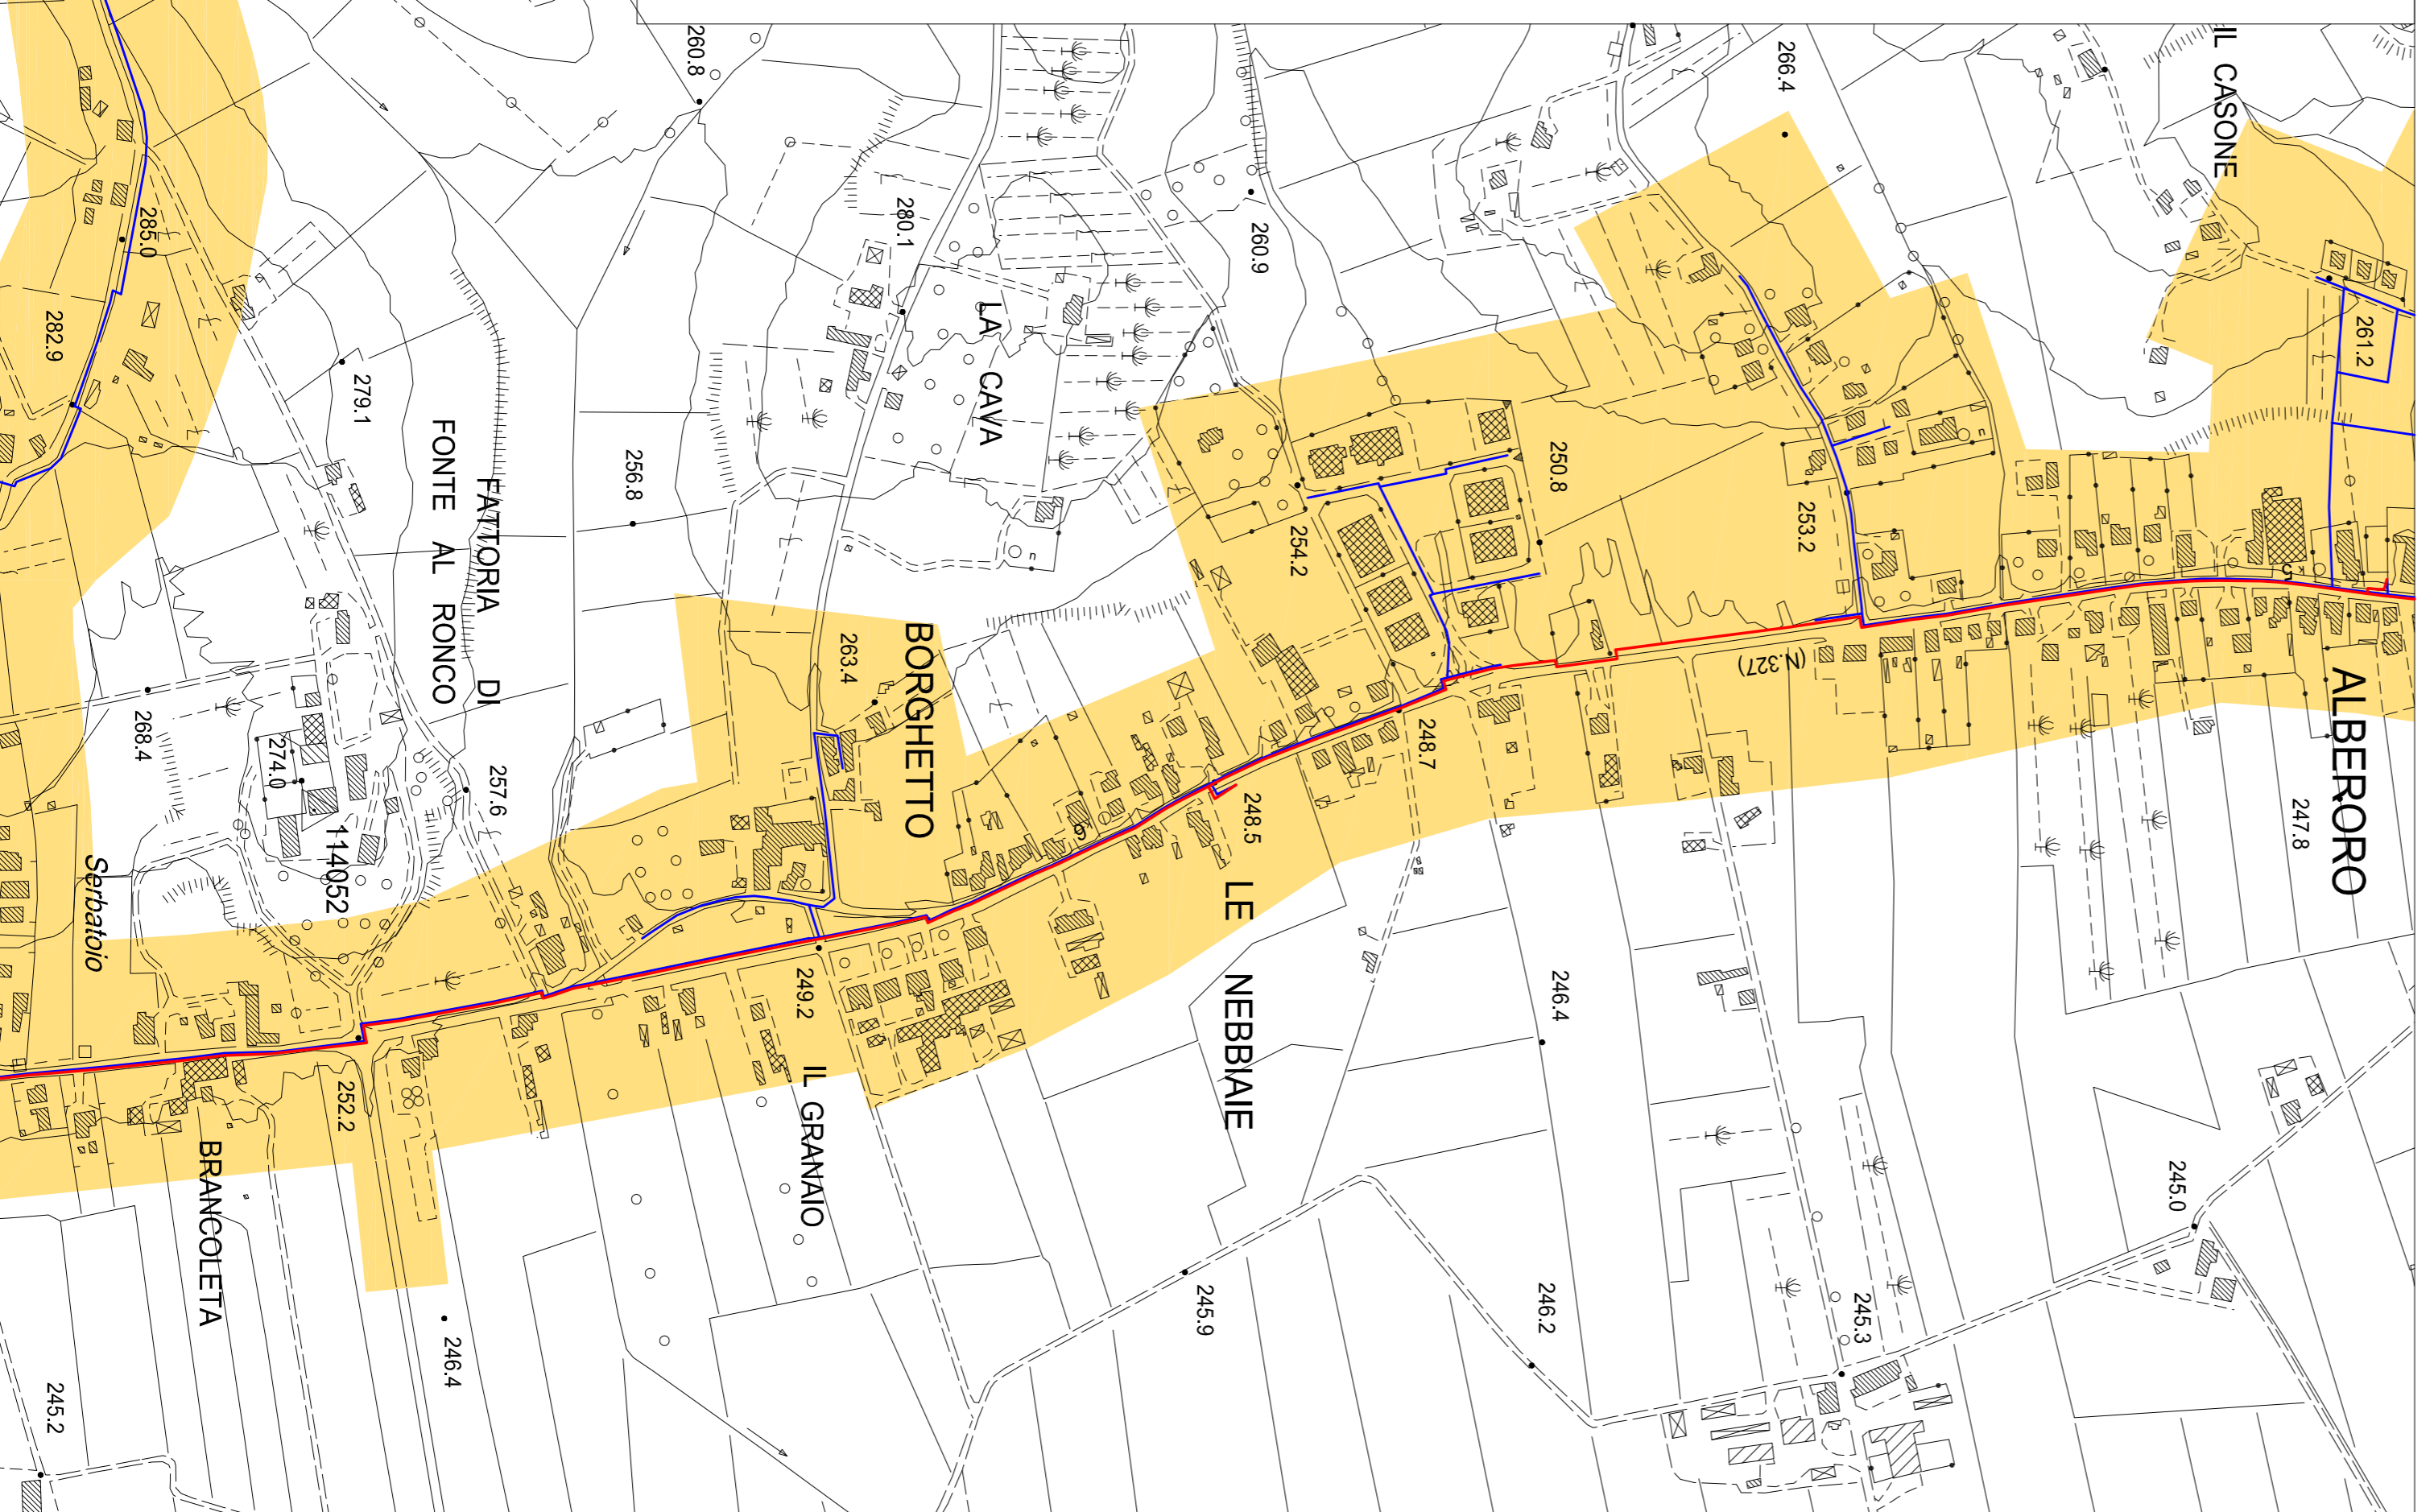 IL CASONE
266.4
260.8
261.2
260.9
280.1
285.0
282.9
LA CAVA
279.1
FONTE AL RONCO
FATTORIA DI
256.8
250.8
254.2
253.2
5
ALBERORO
(N.327)
247.8
248.7
248.5
LE NEBBIAIE
BORGHETTO
263.4
6
268.4
274.0
257.6
114052
Serbatoio
249.2
IL GRANAIO
252.2
BRANCOLETA
246.4
246.4
245.0
245.9
246.2
245.3
245.2